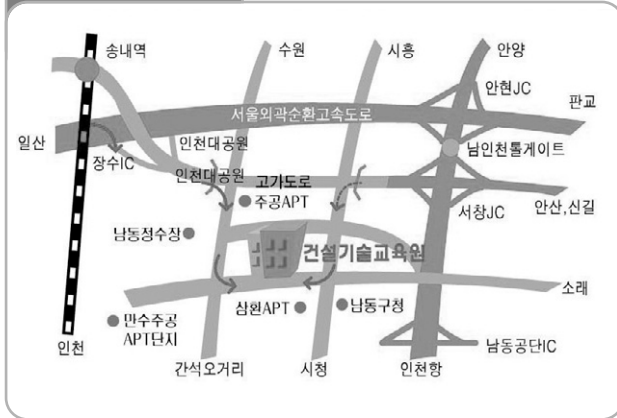 송내역
수원
시흥
안양
안현JC
서울외곽순환고속도로
판교
일산
장수IC
인천대공원
남인천톨게이트
인천대공원
고가도로
주공APT
서창JC
안산,신길
남동정수장
건설기술교육원
소래
삼환APT
남동구청
만수주공
APT단지
인천
간석오거리
시청
인천항
남동공단IC